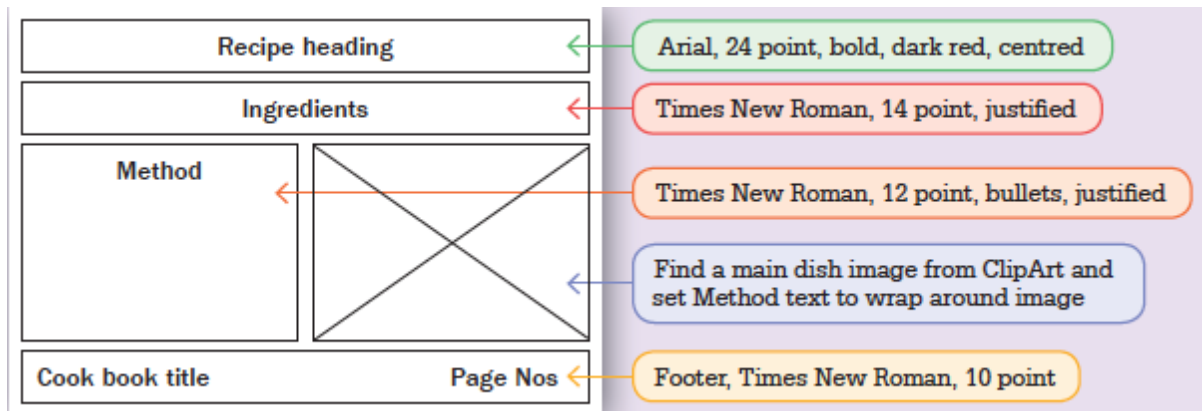 Recipe heading
Arial, 24 point, bold, dark red, centred
Ingredients
Times New Roman, 14 point, justified
Method
Times New Roman, 12 point, bullets, justified
Find a main dish image from ClipArt and
set Method text to wrap around image
Cook book title
Page Nos
Footer, Times New Roman, 10 point